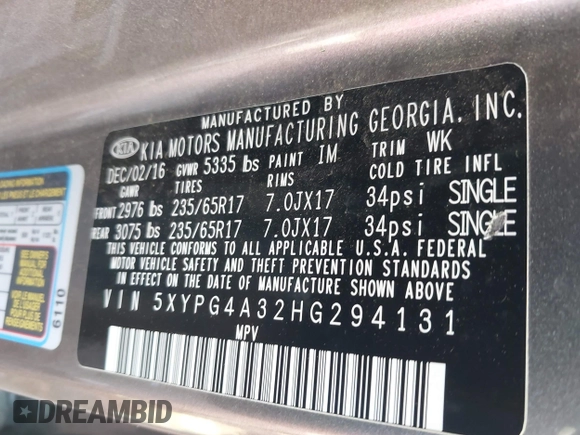 MANUFACTURED BY
KIA KIA MOTORS MANUFACTURING GEORGIA, INC.
DEC/02/16 GVWR 5335 lbs PAINT IM TRIM WK
GAWR TIRES RIMS COLD TIRE INFL
FRONT 2976 lbs 235/65R17 7.0JX17 34psi SINGLE
REAR 3075 lbs 235/65R17 7.0JX17 34psi SINGLE
THIS VEHICLE CONFORMS TO ALL APPLICABLE U.S.A. FEDERAL
MOTOR VEHICLE SAFETY AND THEFT PREVENTION STANDARDS
IN EFFECT ON THE DATE OF MANUFACTURE SHOWN ABOVE
VIN 5XYPG4A32HG294131
MPV
6110
DREAMBID